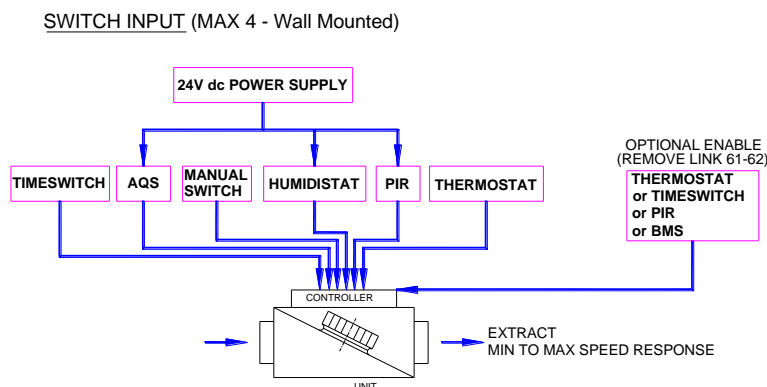 SWITCH INPUT (MAX 4 - Wall Mounted)
24V dc POWER SUPPLY
TIMESWITCH
AQS
MANUAL
SWITCH
HUMIDISTAT
PIR
THERMOSTAT
OPTIONAL ENABLE
(REMOVE LINK 61-62)
THERMOSTAT
or TIMESWITCH
or PIR
or BMS
CONTROLLER
EXTRACT
MIN TO MAX SPEED RESPONSE
UNIT